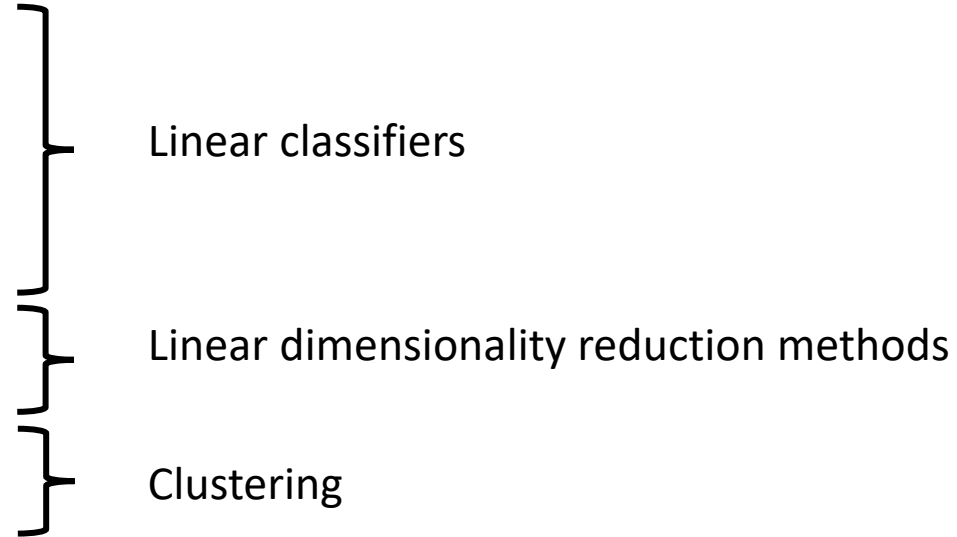 Linear classifiers
Linear dimensionality reduction methods
Clustering